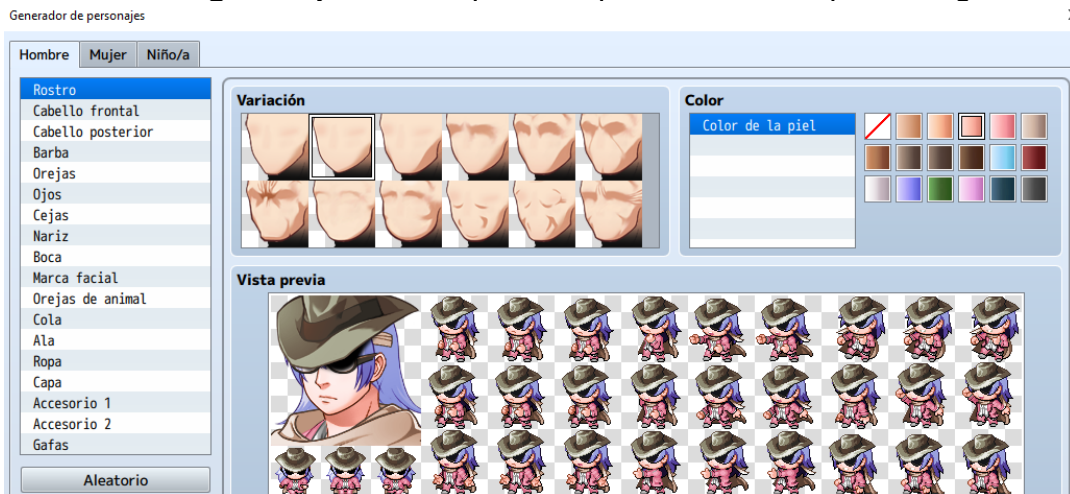 Generador de personajes
Hombre Mujer Niño/a
Rostro
Cabello frontal
Cabello posterior
Barba
Orejas
Ojos
Cejas
Nariz
Boca
Marca facial
Orejas de animal
Cola
Ala
Ropa
Capa
Accesorio 1
Accesorio 2
Gafas
Aleatorio
Variación
Color
Color de la piel
Vista previa